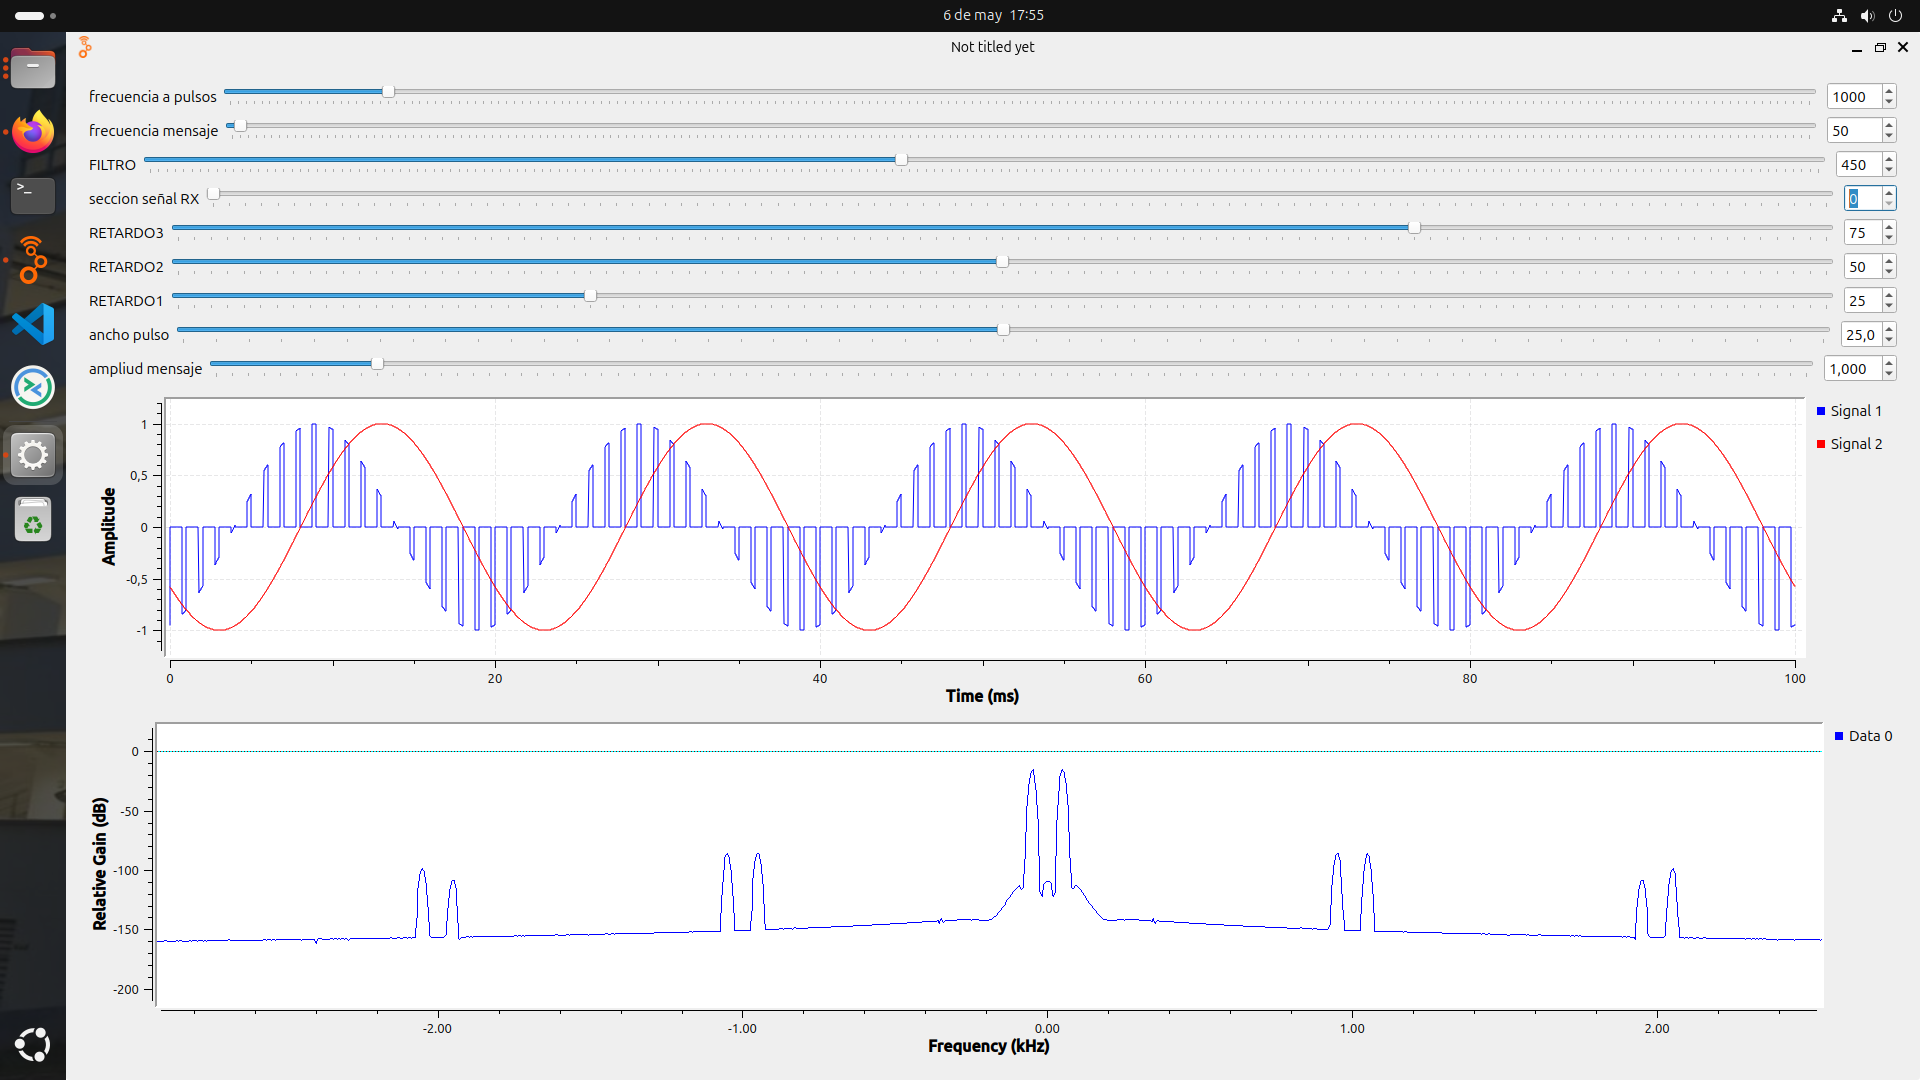 6 de may 17:55
Not titled yet
frecuencia a pulsos 1000
frecuencia mensaje 50
FILTRO 450
seccion señal RX 0
RETARDO3 75
RETARDO2 50
RETARDO1 25
ancho pulso 25,0
ampliud mensaje 1,000
Signal 1
Signal 2
Amplitude
1
0,5
0
-0,5
-1
0 20 40 60 80 100
Time (ms)
Data 0
Relative Gain (dB)
0
-50
-100
-150
-200
-2.00 -1.00 0.00 1.00 2.00
Frequency (kHz)